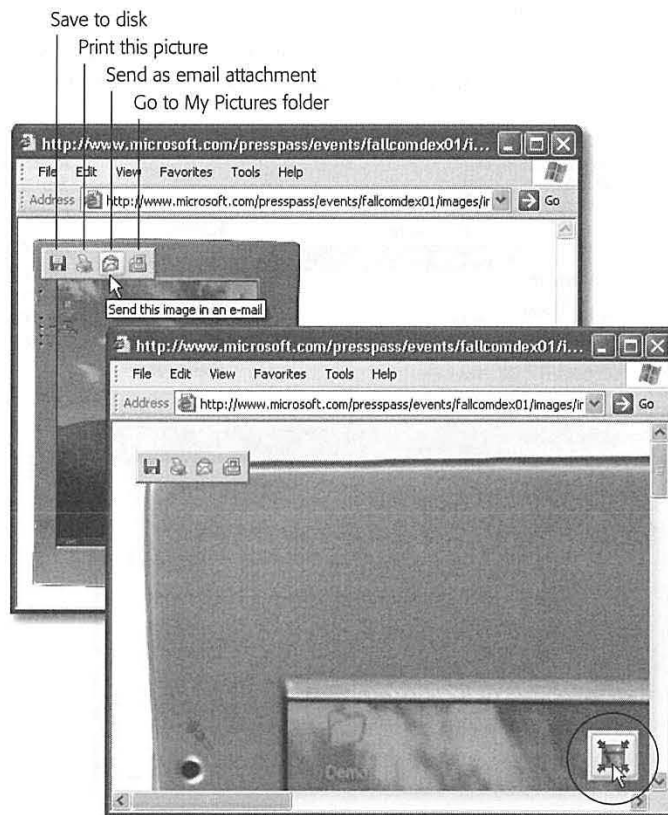 Save to disk
Print this picture
Send as email attachment
Go to My Pictures folder
http://www.microsoft.com/presspass/events/fallcomdex01/i...
File Edit View Favorites Tools Help
Address http://www.microsoft.com/presspass/events/fallcomdex01/images/ir Go
Send this image in an e-mail
http://www.microsoft.com/presspass/events/fallcomdex01/i...
File Edit View Favorites Tools Help
Address http://www.microsoft.com/presspass/events/fallcomdex01/images/ir Go
Demo